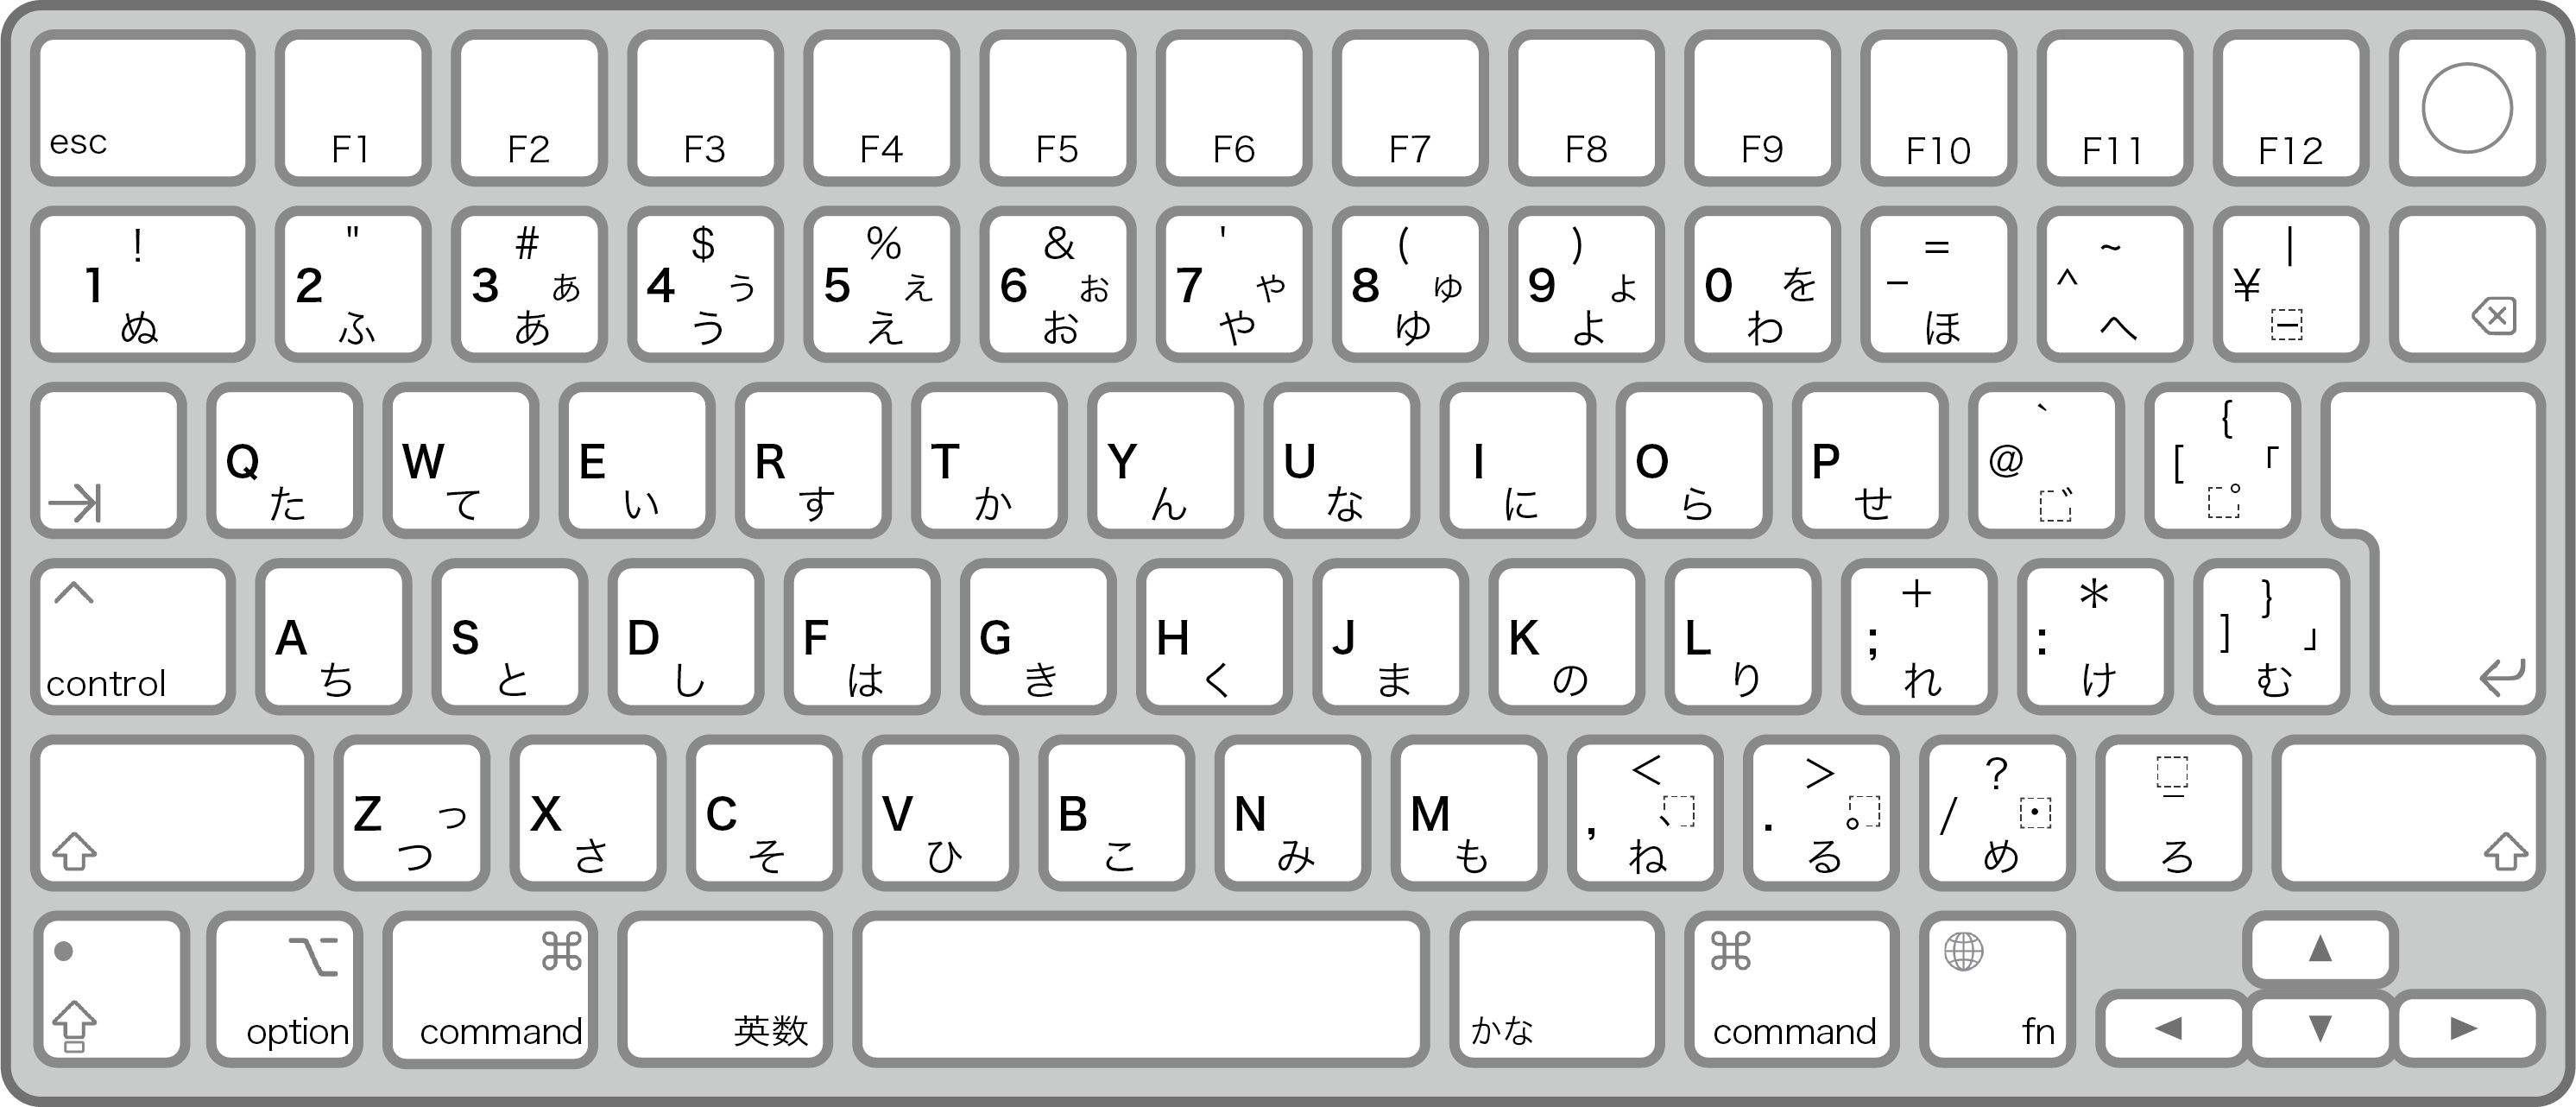 esc F1 F2 F3 F4 F5 F6 F7 F8 F9 F10 F11 F12
! " # $ % & ' ( ) = ~ |
1 2 3 ぁ 4 ぅ 5 ぇ 6 ぉ 7 ゃ 8 ゅ 9 ょ 0 を - ^ ¥
ぬ ふ あ う え お や ゆ よ わ ほ へ ー
` {
Q W E R T Y U I O P @ [ 「
た て い す か ん な に ら せ ゛ ゜
+ * }
A S D F G H J K L ; : ] 」
control ち と し は き く ま の り れ け む
< > ? _
Z っ X C V B N M , 、 . 。 / ・
つ さ そ ひ こ み も ね る め ろ
option command 英数 かな command fn